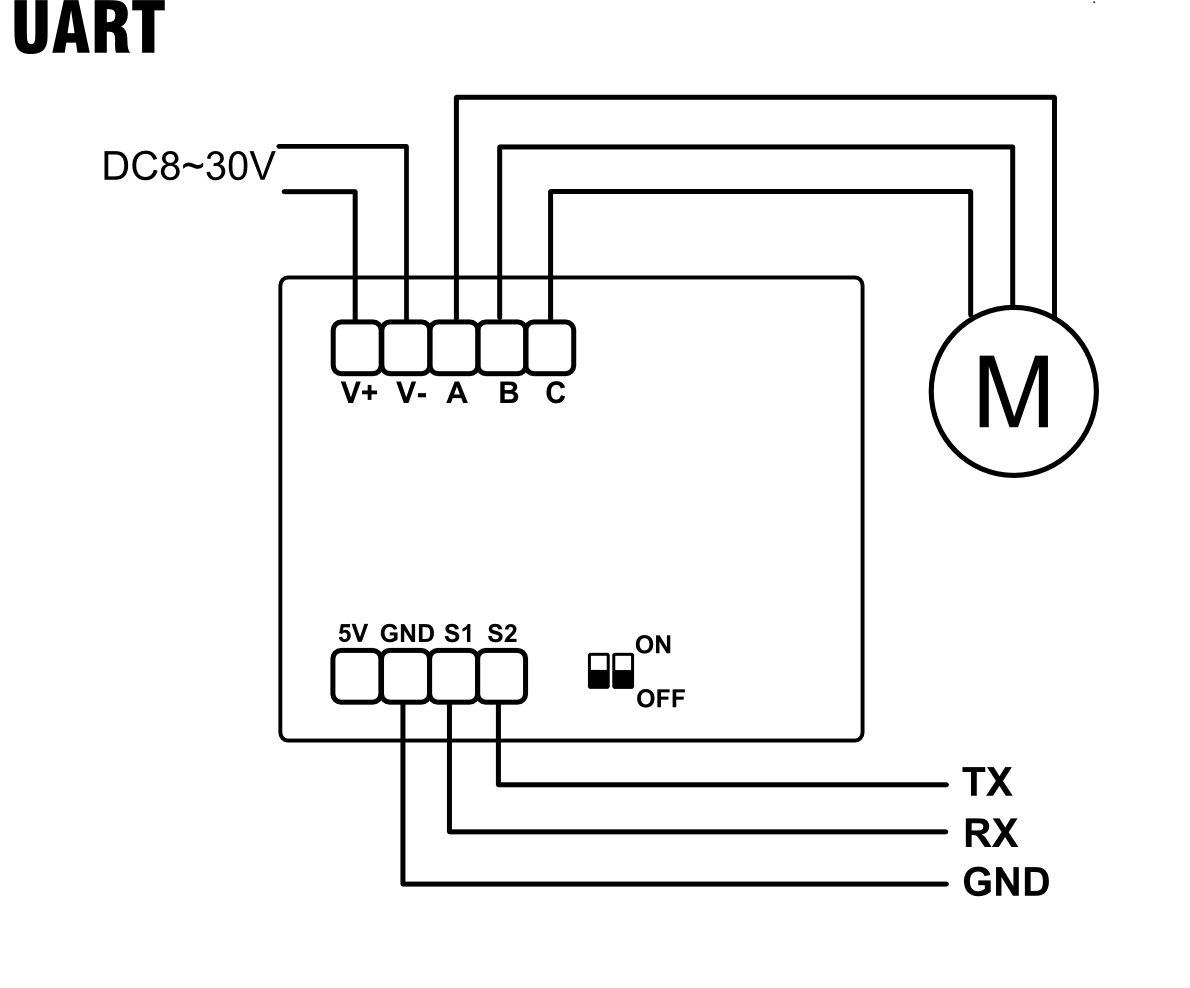 UART
DC8~30V
V+ V- A B C
M
5V GND S1 S2
ON
OFF
TX
RX
GND